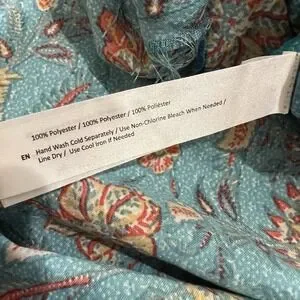 100% Polyester / 100% Polyester / 100% Poliéster
EN Hand Wash Cold Separately / Use Non-Chlorine Bleach When Needed /
Line Dry / Use Cool Iron If Needed